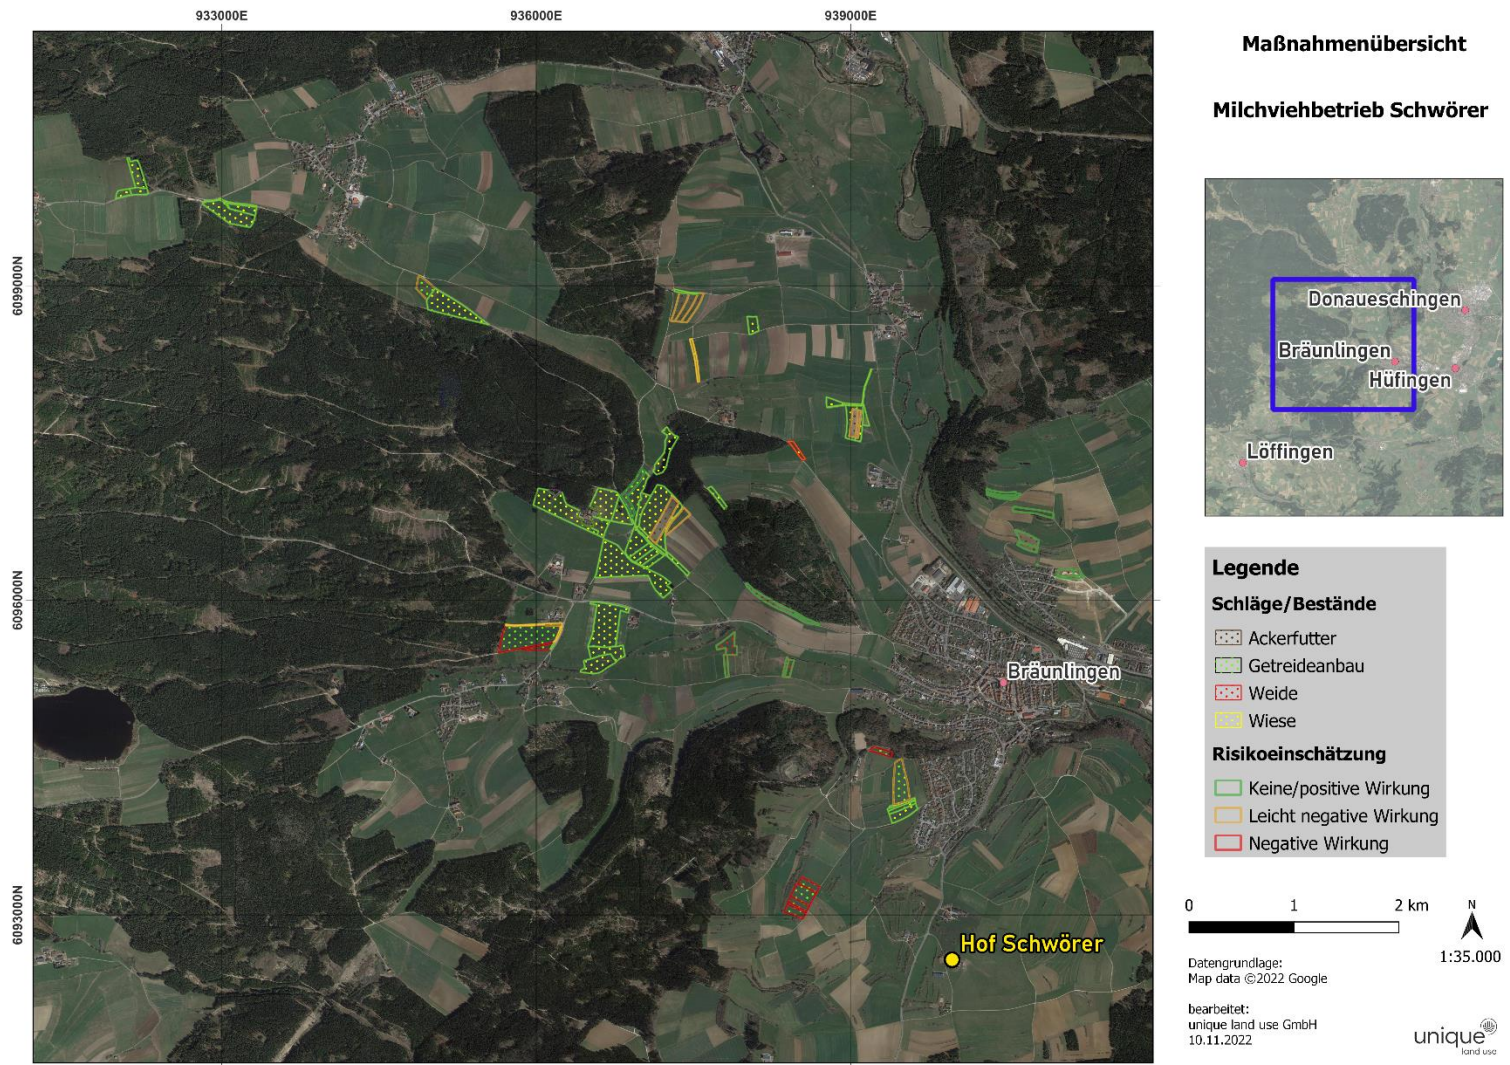 933000E 936000E 939000E
Maßnahmenübersicht
Milchviehbetrieb Schwörer
6099000N
6096000N
6093000N
Bräunlingen
Hof Schwörer
Donaueschingen
Bräunlingen
Hüfingen
Löffingen
Legende
Schläge/Bestände
Ackerfutter
Getreideanbau
Weide
Wiese
Risikoeinschätzung
Keine/positive Wirkung
Leicht negative Wirkung
Negative Wirkung
0 1 2 km
N
1:35.000
Datengrundlage:
Map data ©2022 Google
bearbeitet:
unique land use GmbH
10.11.2022
unique
land use